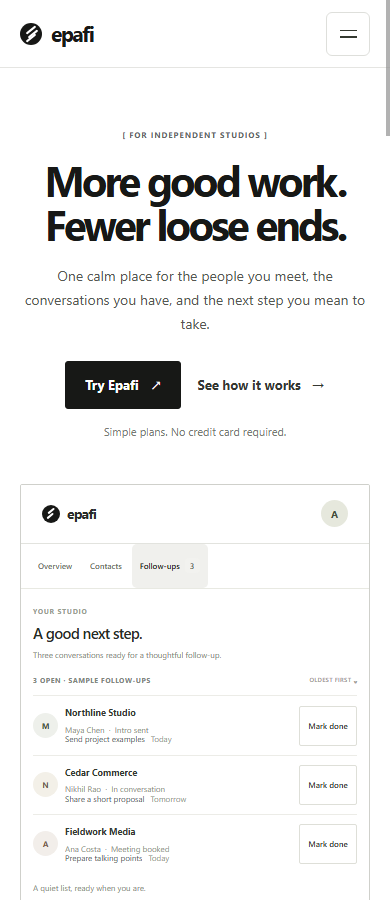 epafi
[ FOR INDEPENDENT STUDIOS ]
More good work.
Fewer loose ends.
One calm place for the people you meet, the
conversations you have, and the next step you mean to
take.
Try Epafi ↗
See how it works →
Simple plans. No credit card required.
epafi
A
Overview Contacts Follow-ups 3
YOUR STUDIO
A good next step.
Three conversations ready for a thoughtful follow-up.
3 OPEN · SAMPLE FOLLOW-UPS OLDEST FIRST
M
Northline Studio
Maya Chen · Intro sent
Send project examples Today
Mark done
N
Cedar Commerce
Nikhil Rao · In conversation
Share a short proposal Tomorrow
Mark done
A
Fieldwork Media
Ana Costa · Meeting booked
Prepare talking points Today
Mark done
A quiet list, ready when you are.